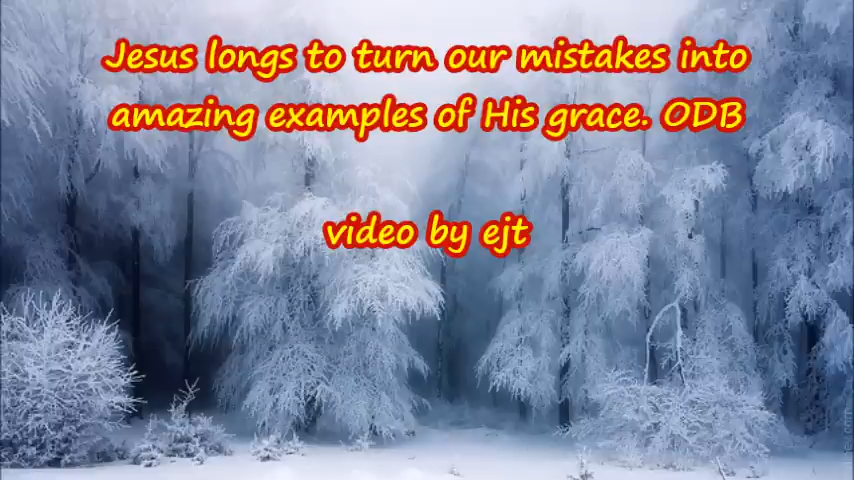 Jesus longs to turn our mistakes into
amazing examples of His grace. ODB
video by ejt